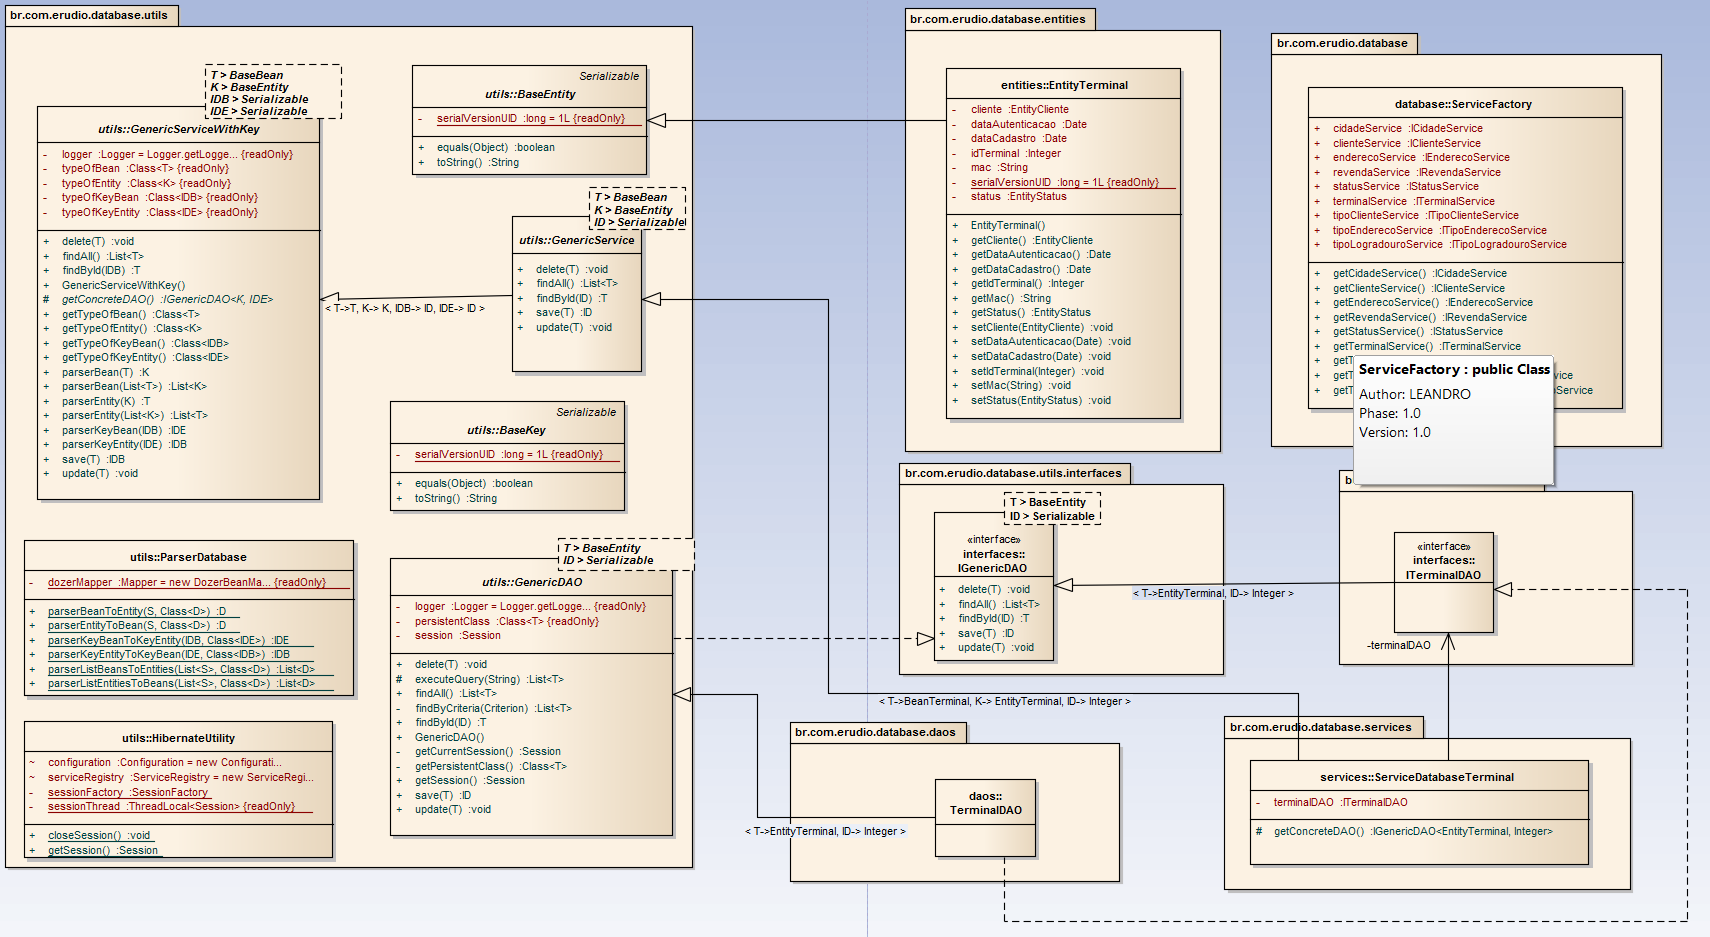 br.com.erudio.database.utils
T > BaseBean
K > BaseEntity
IDB > Serializable
IDE > Serializable
utils::GenericServiceWithKey
- logger :Logger = Logger.getLogge... {readOnly}
- typeOfBean :Class<T> {readOnly}
- typeOfEntity :Class<K> {readOnly}
- typeOfKeyBean :Class<IDB> {readOnly}
- typeOfKeyEntity :Class<IDE> {readOnly}
+ delete(T) :void
+ findAll() :List<T>
+ findById(IDB) :T
+ GenericServiceWithKey()
# getConcreteDAO() :IGenericDAO<K, IDE>
+ getTypeOfBean() :Class<T>
+ getTypeOfEntity() :Class<K>
+ getTypeOfKeyBean() :Class<IDB>
+ getTypeOfKeyEntity() :Class<IDE>
+ parserBean(T) :K
+ parserBean(List<T>) :List<K>
+ parserEntity(K) :T
+ parserEntity(List<K>) :List<T>
+ parserKeyBean(IDB) :IDE
+ parserKeyEntity(IDE) :IDB
+ save(T) :IDB
+ update(T) :void
Serializable
utils::BaseEntity
- serialVersionUID :long = 1L {readOnly}
+ equals(Object) :boolean
+ toString() :String
T > BaseBean
K > BaseEntity
ID > Serializable
utils::GenericService
+ delete(T) :void
+ findAll() :List<T>
+ findById(ID) :T
+ save(T) :ID
+ update(T) :void
< T->T, K-> K, IDB-> ID, IDE-> ID >
Serializable
utils::BaseKey
- serialVersionUID :long = 1L {readOnly}
+ equals(Object) :boolean
+ toString() :String
utils::ParserDatabase
- dozerMapper :Mapper = new DozerBeanMa... {readOnly}
+ parserBeanToEntity(S, Class<D>) :D
+ parserEntityToBean(S, Class<D>) :D
+ parserKeyBeanToKeyEntity(IDB, Class<IDE>) :IDE
+ parserKeyEntityToKeyBean(IDE, Class<IDB>) :IDB
+ parserListBeansToEntities(List<S>, Class<D>) :List<D>
+ parserListEntitiesToBeans(List<S>, Class<D>) :List<D>
T > BaseEntity
ID > Serializable
utils::GenericDAO
- logger :Logger = Logger.getLogge... {readOnly}
- persistentClass :Class<T> {readOnly}
- session :Session
+ delete(T) :void
# executeQuery(String) :List<T>
+ findAll() :List<T>
- findByCriteria(Criterion) :List<T>
+ findById(ID) :T
+ GenericDAO()
- getCurrentSession() :Session
- getPersistentClass() :Class<T>
+ getSession() :Session
+ save(T) :ID
+ update(T) :void
utils::HibernateUtility
~ configuration :Configuration = new Configurati...
~ serviceRegistry :ServiceRegistry = new ServiceRegi...
- sessionFactory :SessionFactory
- sessionThread :ThreadLocal<Session> {readOnly}
+ closeSession() :void
+ getSession() :Session
br.com.erudio.database.entities
entities::EntityTerminal
- cliente :EntityCliente
- dataAutenticacao :Date
- dataCadastro :Date
- idTerminal :Integer
- mac :String
- serialVersionUID :long = 1L {readOnly}
- status :EntityStatus
+ EntityTerminal()
+ getCliente() :EntityCliente
+ getDataAutenticacao() :Date
+ getDataCadastro() :Date
+ getIdTerminal() :Integer
+ getMac() :String
+ getStatus() :EntityStatus
+ setCliente(EntityCliente) :void
+ setDataAutenticacao(Date) :void
+ setDataCadastro(Date) :void
+ setIdTerminal(Integer) :void
+ setMac(String) :void
+ setStatus(EntityStatus) :void
br.com.erudio.database
database::ServiceFactory
+ cidadeService :ICidadeService
+ clienteService :IClienteService
+ enderecoService :IEnderecoService
+ revendaService :IRevendaService
+ statusService :IStatusService
+ terminalService :ITerminalService
+ tipoClienteService :ITipoClienteService
+ tipoEnderecoService :ITipoEnderecoService
+ tipoLogradouroService :ITipoLogradouroService
+ getCidadeService() :ICidadeService
+ getClienteService() :IClienteService
+ getEnderecoService() :IEnderecoService
+ getRevendaService() :IRevendaService
+ getStatusService() :IStatusService
+ getTerminalService() :ITerminalService
ServiceFactory : public Class
Author: LEANDRO
Phase: 1.0
Version: 1.0
br.com.erudio.database.utils.interfaces
T > BaseEntity
ID > Serializable
«interface»
interfaces::
IGenericDAO
+ delete(T) :void
+ findAll() :List<T>
+ findById(ID) :T
+ save(T) :ID
+ update(T) :void
< T->EntityTerminal, ID-> Integer >
«interface»
interfaces::
ITerminalDAO
-terminalDAO
< T->BeanTerminal, K-> EntityTerminal, ID-> Integer >
br.com.erudio.database.daos
daos::
TerminalDAO
< T->EntityTerminal, ID-> Integer >
br.com.erudio.database.services
services::ServiceDatabaseTerminal
- terminalDAO :ITerminalDAO
# getConcreteDAO() :IGenericDAO<EntityTerminal, Integer>